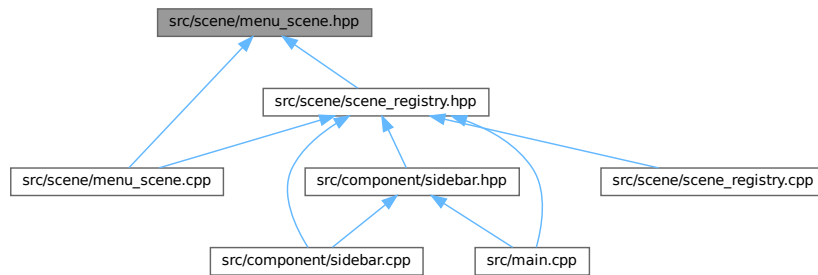 src/scene/menu_scene.hpp
src/scene/scene_registry.hpp
src/scene/menu_scene.cpp
src/component/sidebar.hpp
src/scene/scene_registry.cpp
src/component/sidebar.cpp
src/main.cpp